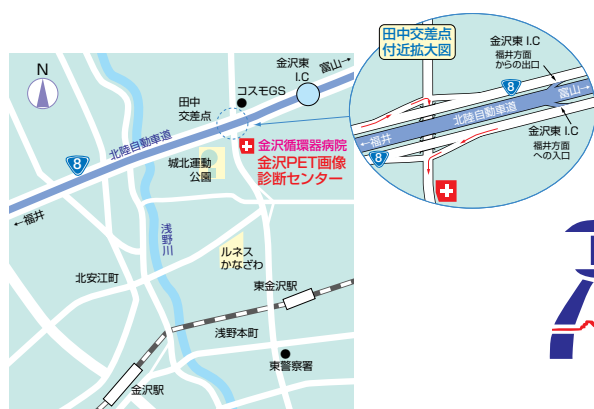 N
金沢東
I.C
富山→
コスモGS
田中
交差点
北陸自動車道
金沢循環器病院
金沢PET画像
診断センター
城北運動
公園
8
←福井
浅野川
ルネス
かなざわ
北安江町
東金沢駅
浅野本町
東警察署
金沢駅
田中交差点
付近拡大図
金沢東 I.C
福井方面
からの出口
8
富山→
北陸自動車道
←福井
8
金沢東 I.C
福井方面
への入口